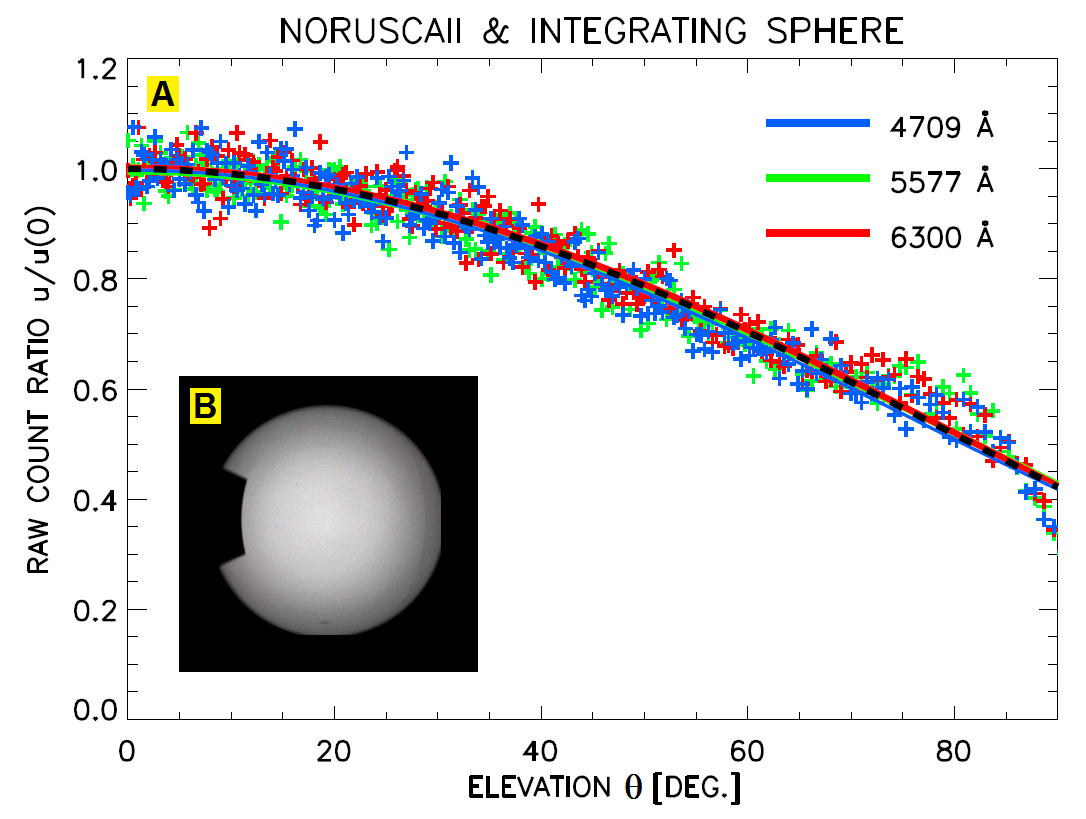 NORUSCAII & INTEGRATING SPHERE
A
4709 Å
5577 Å
6300 Å
B
RAW COUNT RATIO u/u(0)
1.2
1.0
0.8
0.6
0.4
0.2
0.0
0 20 40 60 80
ELEVATION θ [DEG.]